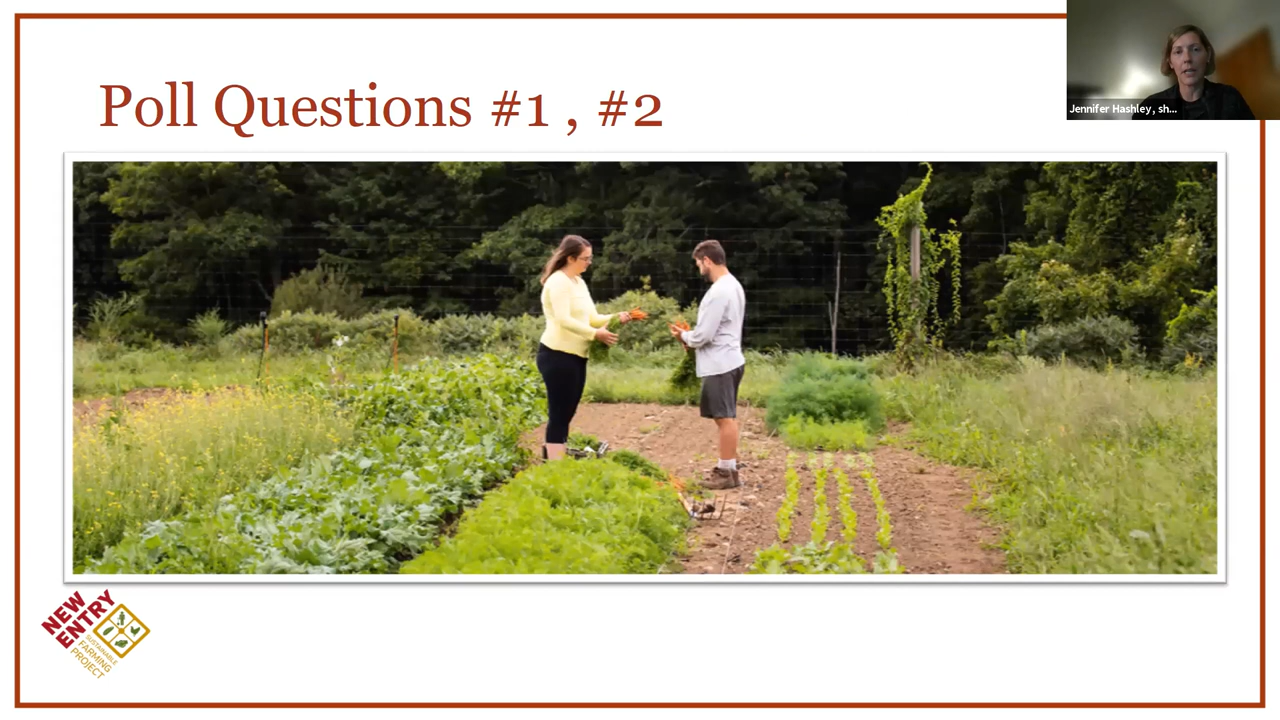 Poll Questions #1 , #2
Jennifer Hashley, sh...
NEW
ENTRY
SUSTAINABLE
FARMING
PROJECT